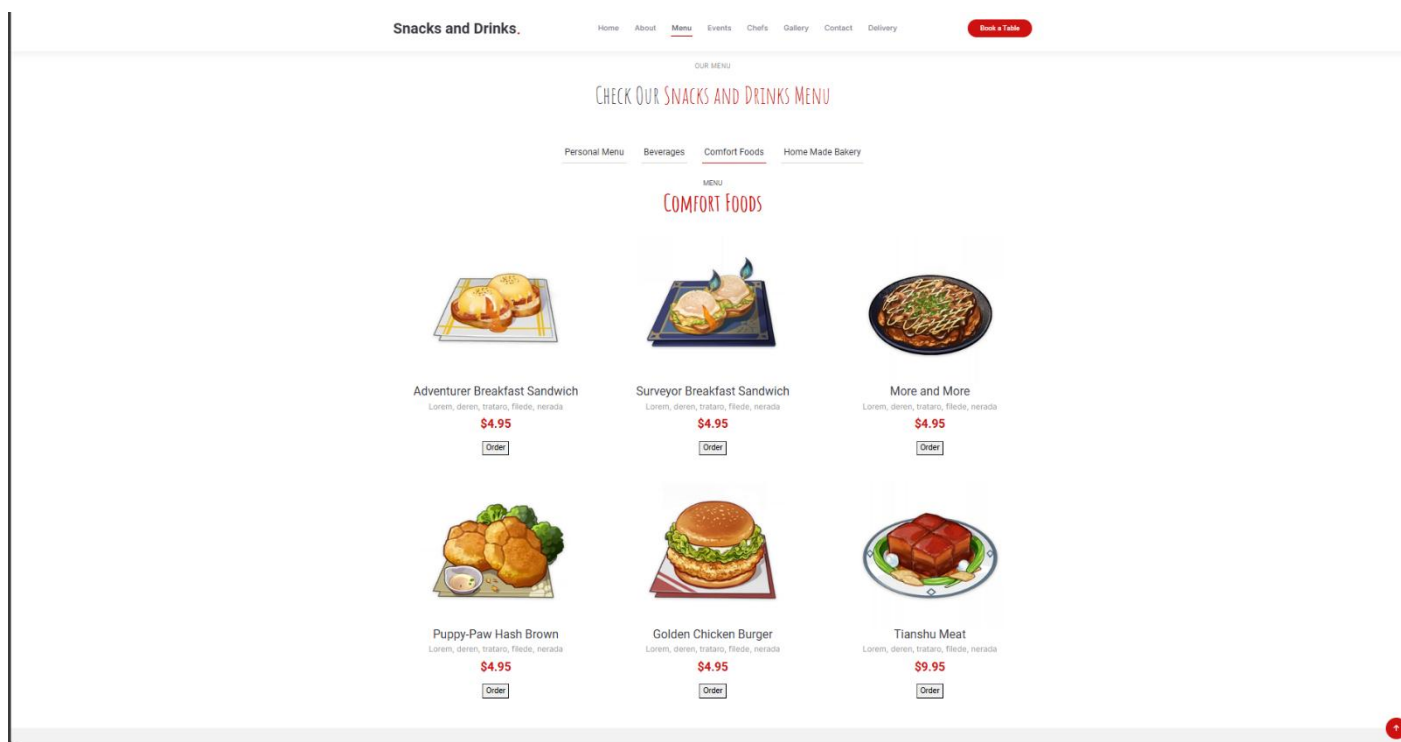 Snacks and Drinks.
Home About Menu Events Chefs Gallery Contact Delivery
Book a Table
OUR MENU
CHECK OUR SNACKS AND DRINKS MENU
Personal Menu Beverages Comfort Foods Home Made Bakery
MENU
COMFORT FOODS
Adventurer Breakfast Sandwich Surveyor Breakfast Sandwich More and More
Lorem, deren, trataro, filede, nerada Lorem, deren, trataro, filede, nerada Lorem, deren, trataro, filede, nerada
$4.95 $4.95 $4.95
Order Order Order
Puppy-Paw Hash Brown Golden Chicken Burger Tianshu Meat
Lorem, deren, trataro, filede, nerada Lorem, deren, trataro, filede, nerada Lorem, deren, trataro, filede, nerada
$4.95 $4.95 $9.95
Order Order Order